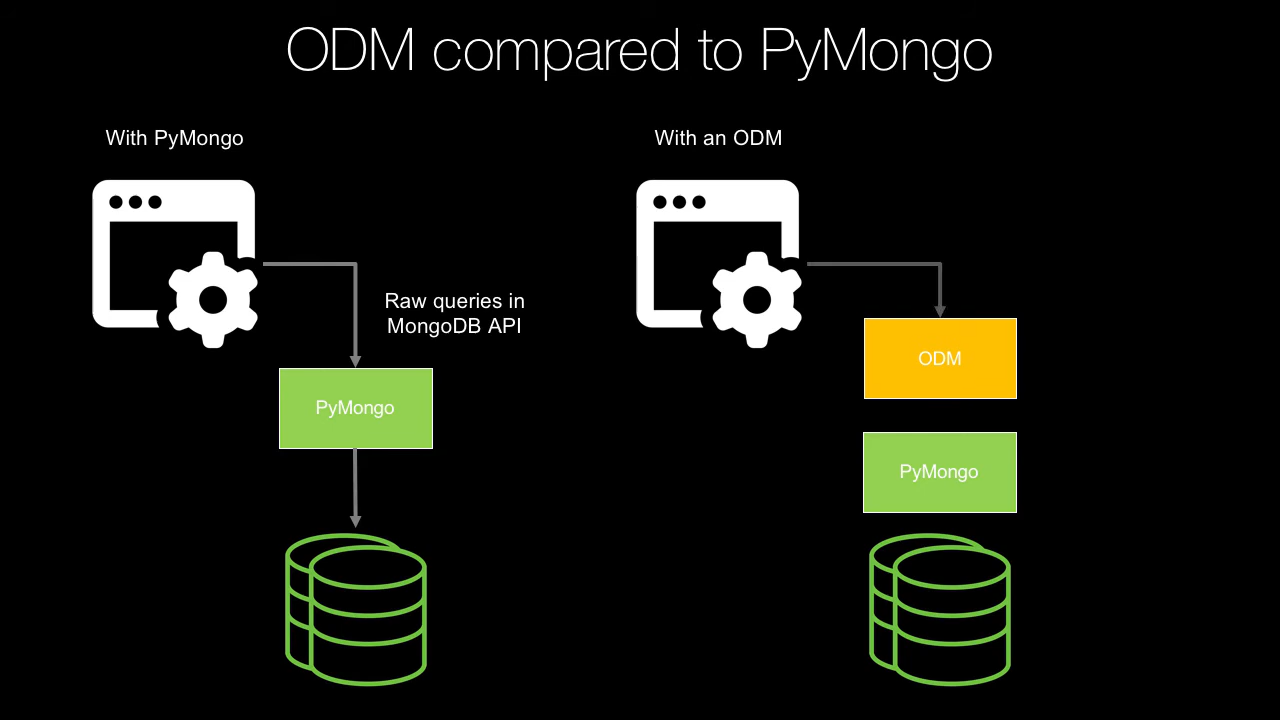 ODM compared to PyMongo
With PyMongo
Raw queries in
MongoDB API
PyMongo
With an ODM
ODM
PyMongo